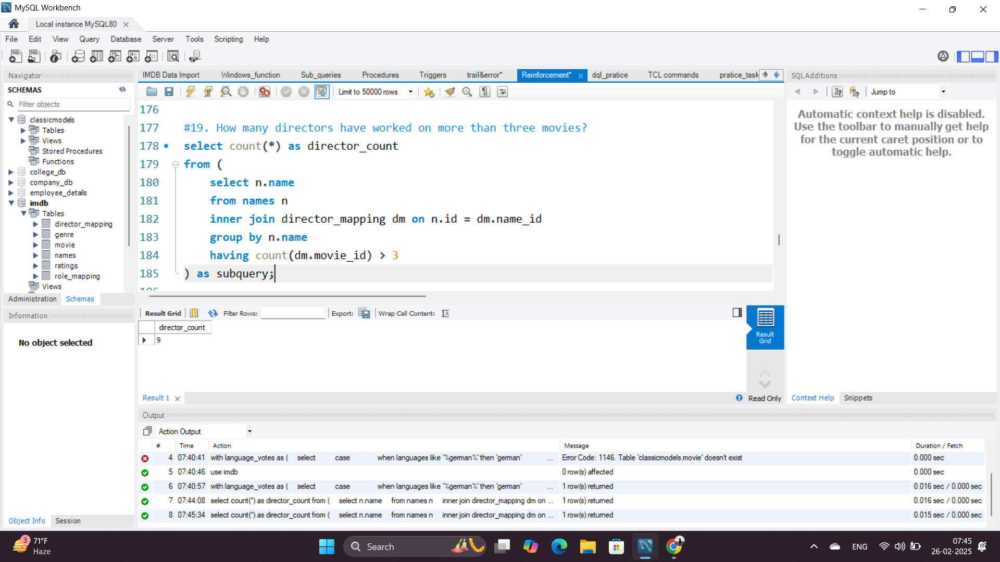 MySQL Workbench
Local instance MySQL80
File Edit View Query Database Server Tools Scripting Help
Navigator
SCHEMAS
Filter objects
classicmodels
Tables
Views
Stored Procedures
Functions
college_db
company_db
employee_details
imdb
Tables
director_mapping
genre
movie
names
ratings
role_mapping
Views
Administration Schemas
Information
No object selected
Object Info Session
IMDB Data Import Windows_function Sub_queries Procedures Triggers trail&error* Reinforcement* dql_pratice TCL commands pratice_task
Limit to 50000 rows
176
177 #19. How many directors have worked on more than three movies?
178 select count(*) as director_count
179 from (
180 select n.name
181 from names n
182 inner join director_mapping dm on n.id = dm.name_id
183 group by n.name
184 having count(dm.movie_id) > 3
185 ) as subquery;
186
Result Grid Filter Rows: Export: Wrap Cell Content:
director_count
9
Result Grid
Result 1
Read Only
SQLAdditions
Jump to
Automatic context help is disabled.
Use the toolbar to manually get help
for the current caret position or to
toggle automatic help.
Context Help Snippets
Output
Action Output
# Time Action Message Duration / Fetch
4 07:40:41 with language_votes as ( select case when languages like '%german%' then 'german' ... Error Code: 1146. Table 'classicmodels.movie' doesn't exist 0.000 sec
5 07:40:46 use imdb 0 row(s) affected 0.000 sec
6 07:40:57 with language_votes as ( select case when languages like '%german%' then 'german' ... 1 row(s) returned 0.016 sec / 0.000 sec
7 07:44:08 select count(*) as director_count from ( select n.name from names n inner join director_mapping dm on ... 1 row(s) returned 0.016 sec / 0.000 sec
8 07:45:34 select count(*) as director_count from ( select n.name from names n inner join director_mapping dm on ... 1 row(s) returned 0.015 sec / 0.000 sec
3
71°F
Haze
Search
ENG
07:45
26-02-2025